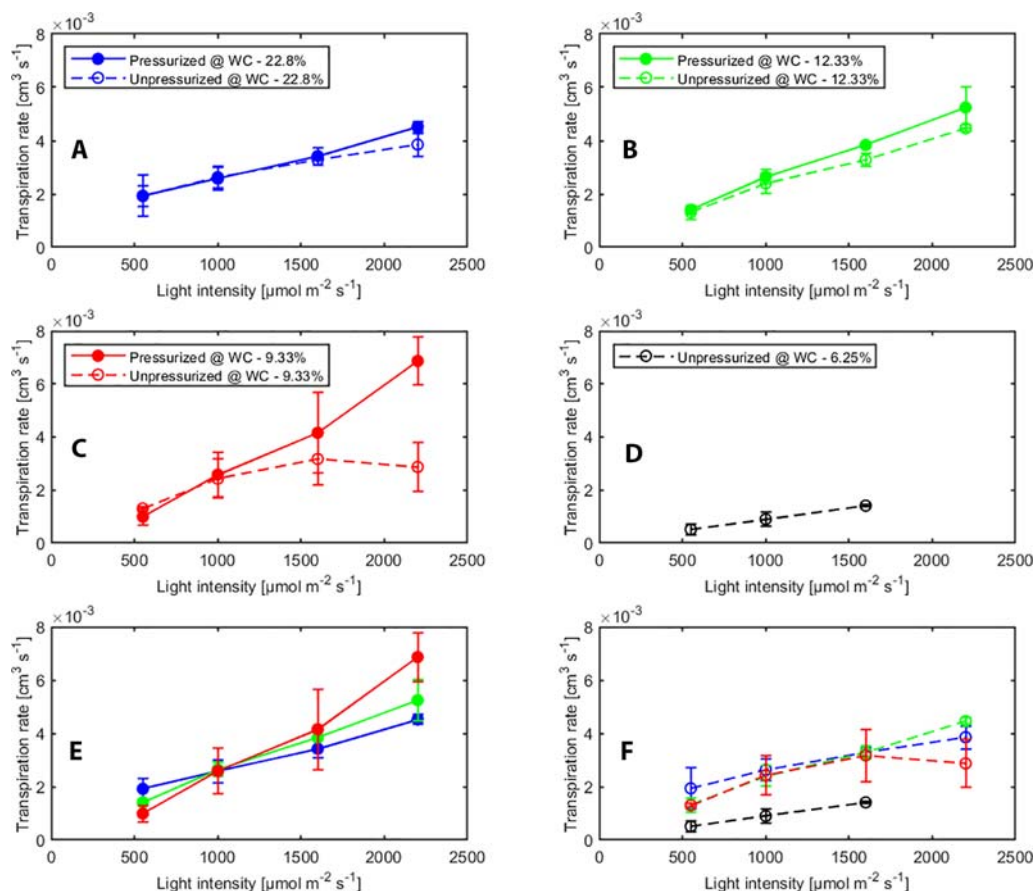 ×10⁻³
8
6
4
2
0
Transpiration rate [cm³ s⁻¹]
Pressurized @ WC - 22.8%
Unpressurized @ WC - 22.8%
A
0 500 1000 1500 2000 2500
Light intensity [µmol m⁻² s⁻¹]
×10⁻³
8
6
4
2
0
Transpiration rate [cm³ s⁻¹]
Pressurized @ WC - 12.33%
Unpressurized @ WC - 12.33%
B
0 500 1000 1500 2000 2500
Light intensity [µmol m⁻² s⁻¹]
×10⁻³
8
6
4
2
0
Transpiration rate [cm³ s⁻¹]
Pressurized @ WC - 9.33%
Unpressurized @ WC - 9.33%
C
0 500 1000 1500 2000 2500
Light intensity [µmol m⁻² s⁻¹]
×10⁻³
8
6
4
2
0
Transpiration rate [cm³ s⁻¹]
Unpressurized @ WC - 6.25%
D
0 500 1000 1500 2000 2500
Light intensity [µmol m⁻² s⁻¹]
×10⁻³
8
6
4
2
0
Transpiration rate [cm³ s⁻¹]
E
0 500 1000 1500 2000 2500
Light intensity [µmol m⁻² s⁻¹]
×10⁻³
8
6
4
2
0
Transpiration rate [cm³ s⁻¹]
F
0 500 1000 1500 2000 2500
Light intensity [µmol m⁻² s⁻¹]